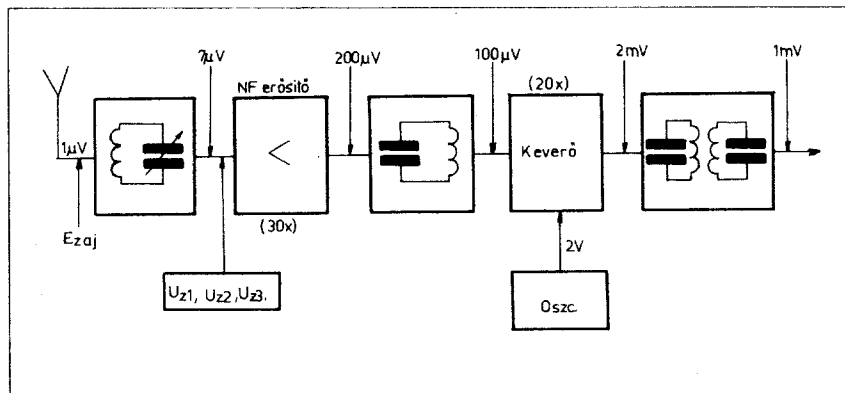 7µV
NF erősítő
200µV
100µV
(20x)
2mV
1mV
1µV
<
Keverő
Ezaj
(30x)
2V
Uz1, Uz2, Uz3.
Oszc.